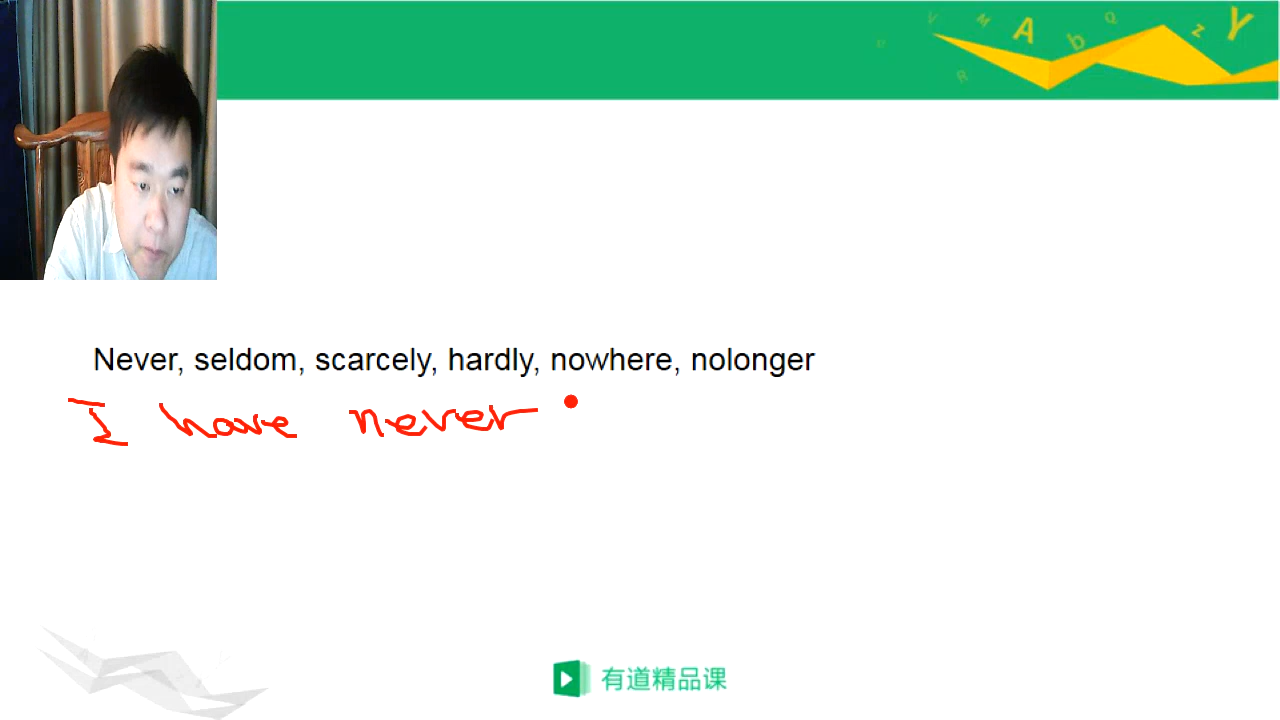 Never, seldom, scarcely, hardly, nowhere, nolonger
I have never
有道精品课